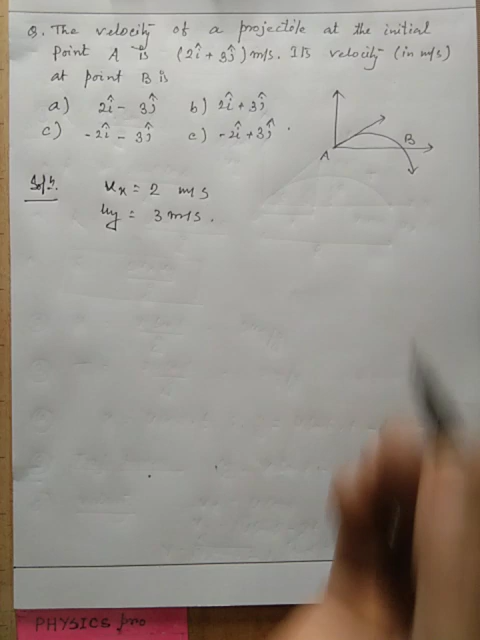 Q. The velocity of a projectile at the initial
point A is (2î + 3ĵ) m/s. Its velocity (in m/s)
at point B is
a) 2î - 3ĵ b) 2î + 3ĵ
c) -2î - 3ĵ c) -2î + 3ĵ.
A B
Solⁿ. ux = 2 m/s
uy = 3 m/s.
PHYSICS pro